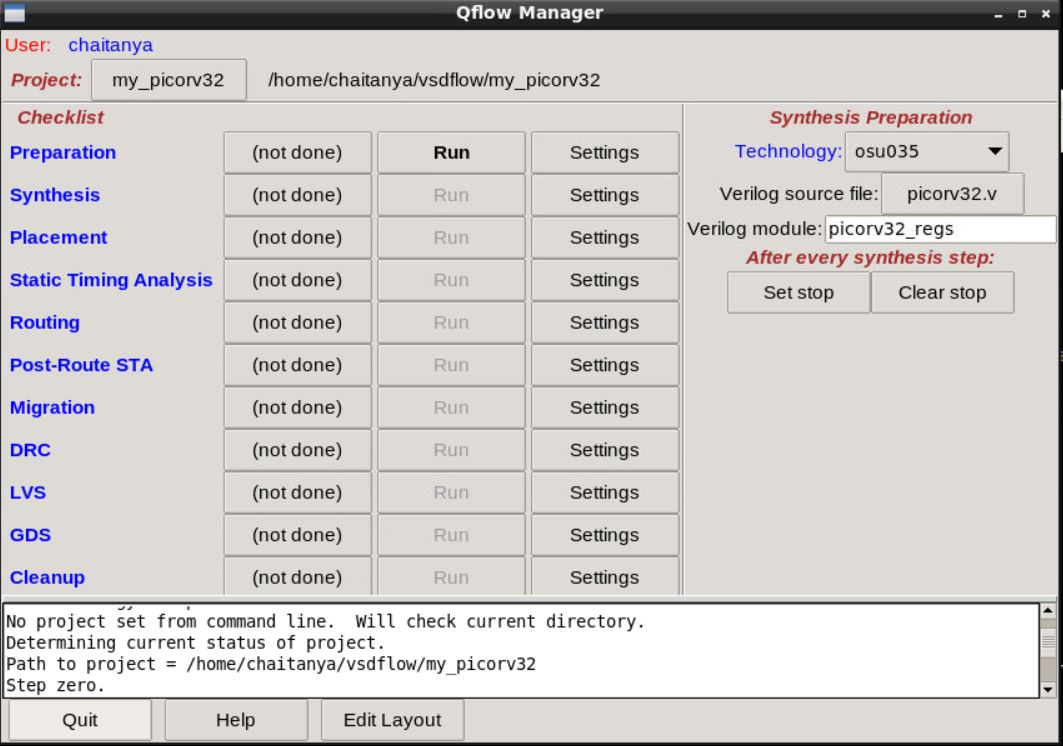 Qflow Manager
User: chaitanya
Project: my_picorv32 /home/chaitanya/vsdflow/my_picorv32
Checklist
Preparation (not done) Run Settings
Synthesis (not done) Run Settings
Placement (not done) Run Settings
Static Timing Analysis (not done) Run Settings
Routing (not done) Run Settings
Post-Route STA (not done) Run Settings
Migration (not done) Run Settings
DRC (not done) Run Settings
LVS (not done) Run Settings
GDS (not done) Run Settings
Cleanup (not done) Run Settings
Synthesis Preparation
Technology: osu035
Verilog source file: picorv32.v
Verilog module: picorv32_regs
After every synthesis step:
Set stop Clear stop
No project set from command line.  Will check current directory.
Determining current status of project.
Path to project = /home/chaitanya/vsdflow/my_picorv32
Step zero.
Quit Help Edit Layout